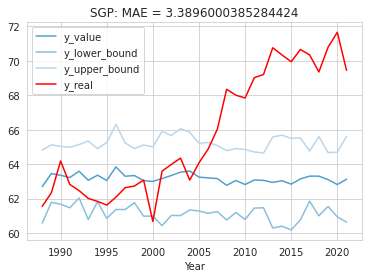 SGP: MAE = 3.3896000385284424
y_value
y_lower_bound
y_upper_bound
y_real
72
70
68
66
64
62
60
1990 1995 2000 2005 2010 2015 2020
Year